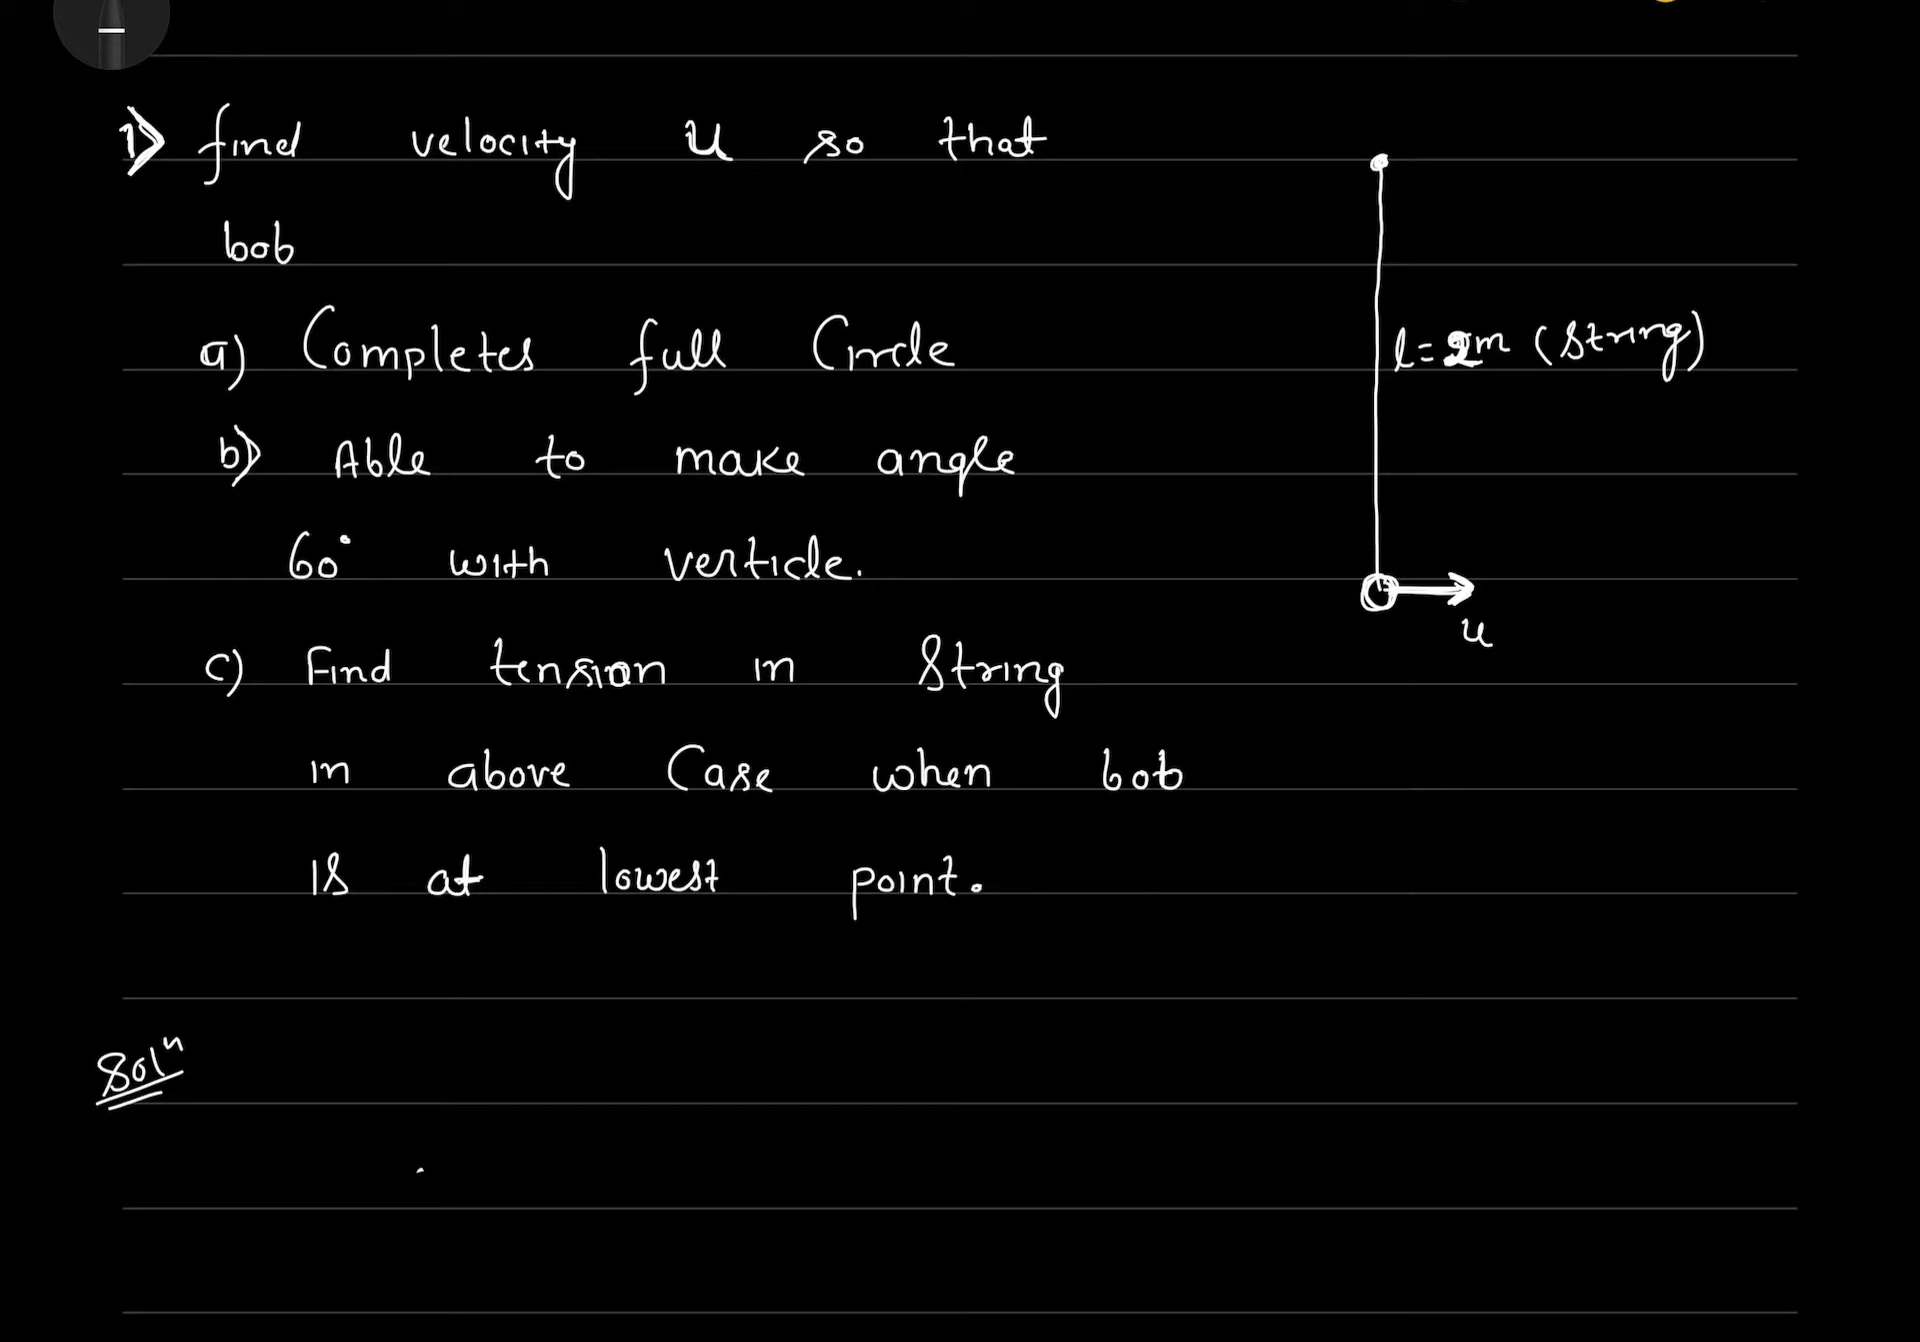 1) find velocity u so that
bob
a) Completes full Circle
b) Able to make angle
60° with verticle.
c) Find tension in String
in above Case when bob
is at lowest point.
l = 2m (String)
u
Solⁿ